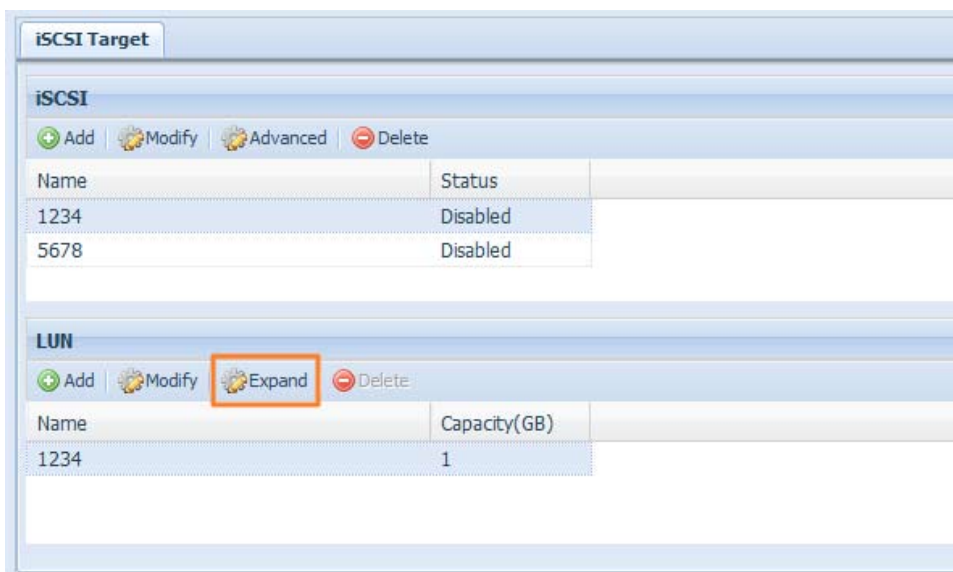 iSCSI Target
iSCSI
Add Modify Advanced Delete
Name Status
1234 Disabled
5678 Disabled
LUN
Add Modify Expand Delete
Name Capacity(GB)
1234 1